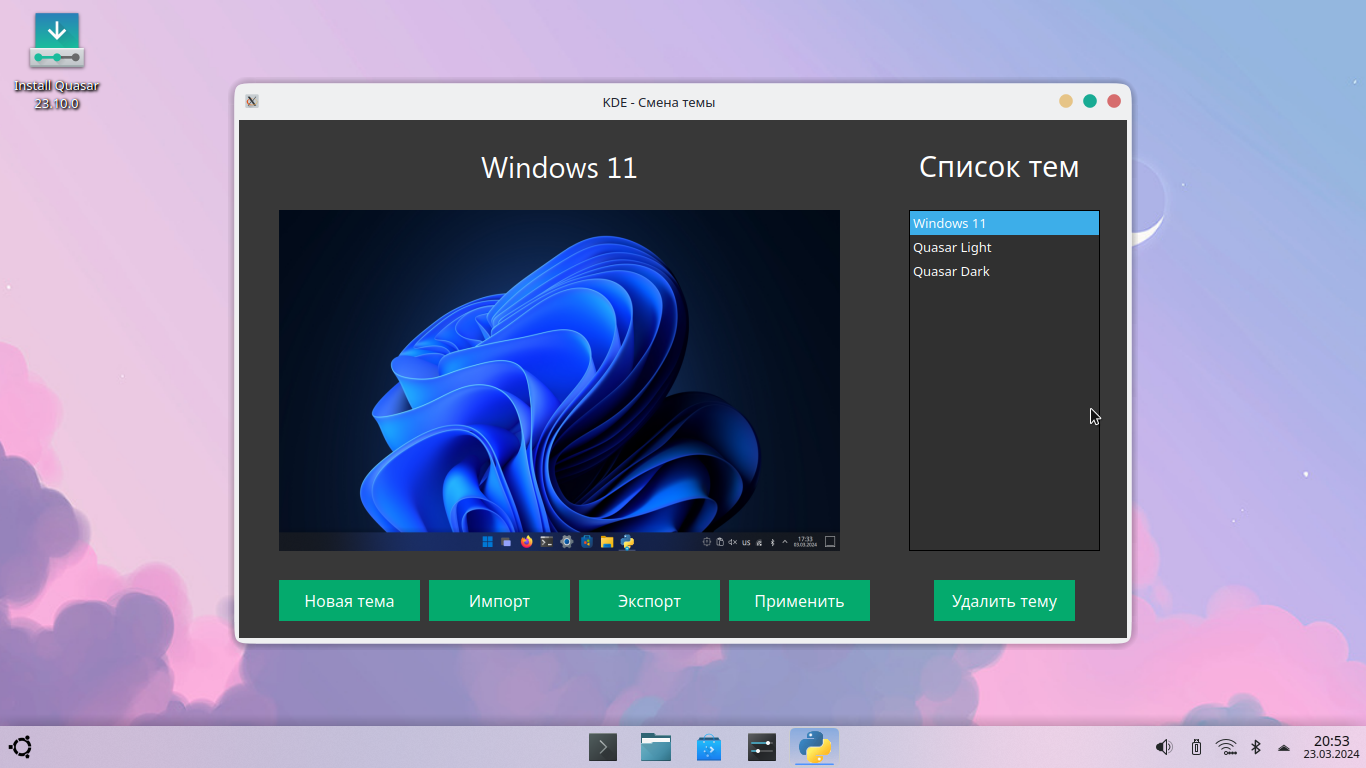 Install Quasar
23.10.0
KDE - Смена темы
Windows 11
Список тем
Windows 11
Quasar Light
Quasar Dark
US
17:33
03.03.2024
Новая тема
Импорт
Экспорт
Применить
Удалить тему
20:53
23.03.2024